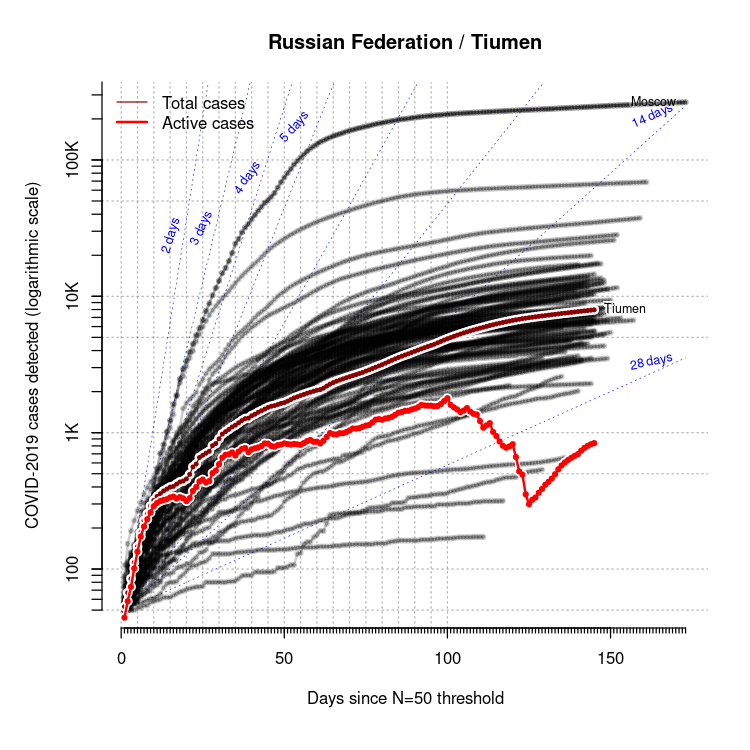 Russian Federation / Tiumen
Total cases
Active cases
Moscow
14 days
5 days
4 days
3 days
2 days
Tiumen
28 days
COVID-2019 cases detected (logarithmic scale)
100K
10K
1K
100
0
50
100
150
Days since N=50 threshold